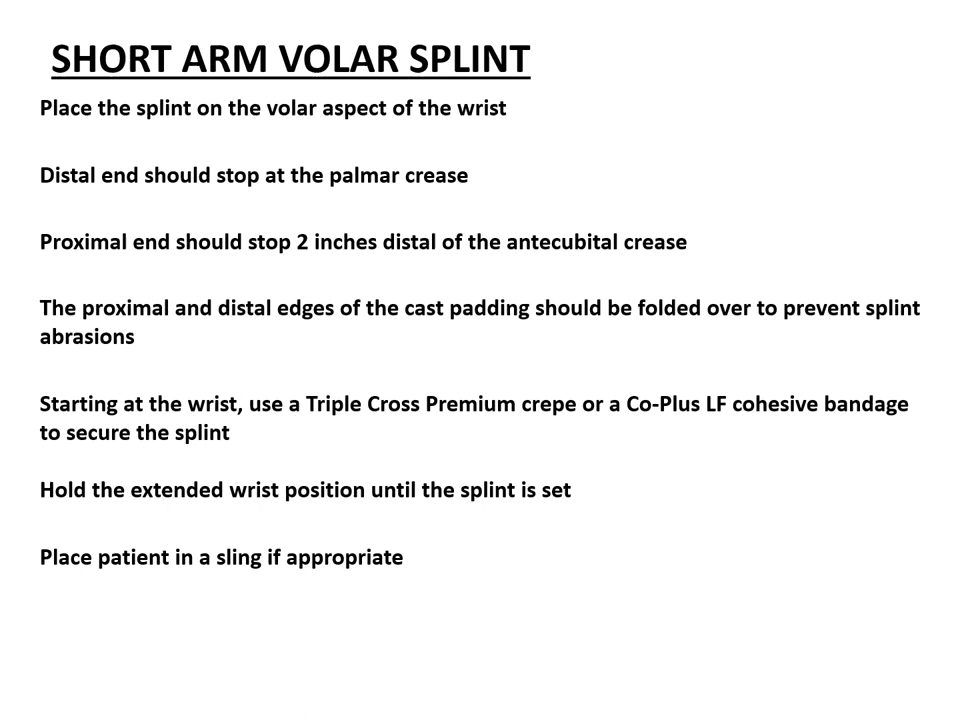 SHORT ARM VOLAR SPLINT
Place the splint on the volar aspect of the wrist
Distal end should stop at the palmar crease
Proximal end should stop 2 inches distal of the antecubital crease
The proximal and distal edges of the cast padding should be folded over to prevent splint
abrasions
Starting at the wrist, use a Triple Cross Premium crepe or a Co-Plus LF cohesive bandage
to secure the splint
Hold the extended wrist position until the splint is set
Place patient in a sling if appropriate